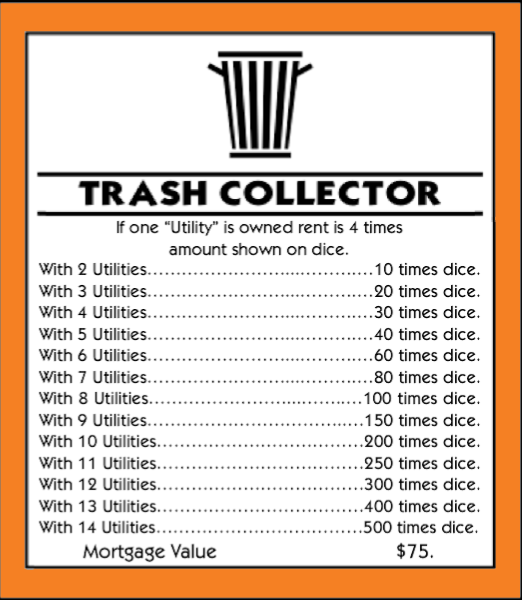 TRASH COLLECTOR
If one “Utility” is owned rent is 4 times
amount shown on dice.
With 2 Utilities.............................................10 times dice.
With 3 Utilities.............................................20 times dice.
With 4 Utilities.............................................30 times dice.
With 5 Utilities.............................................40 times dice.
With 6 Utilities.............................................60 times dice.
With 7 Utilities.............................................80 times dice.
With 8 Utilities...........................................100 times dice.
With 9 Utilities...........................................150 times dice.
With 10 Utilities.........................................200 times dice.
With 11 Utilities.........................................250 times dice.
With 12 Utilities.........................................300 times dice.
With 13 Utilities.........................................400 times dice.
With 14 Utilities.........................................500 times dice.
Mortgage Value $75.